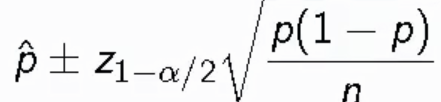 p̂ ± z_{1−α/2} √(p(1 − p) / n)